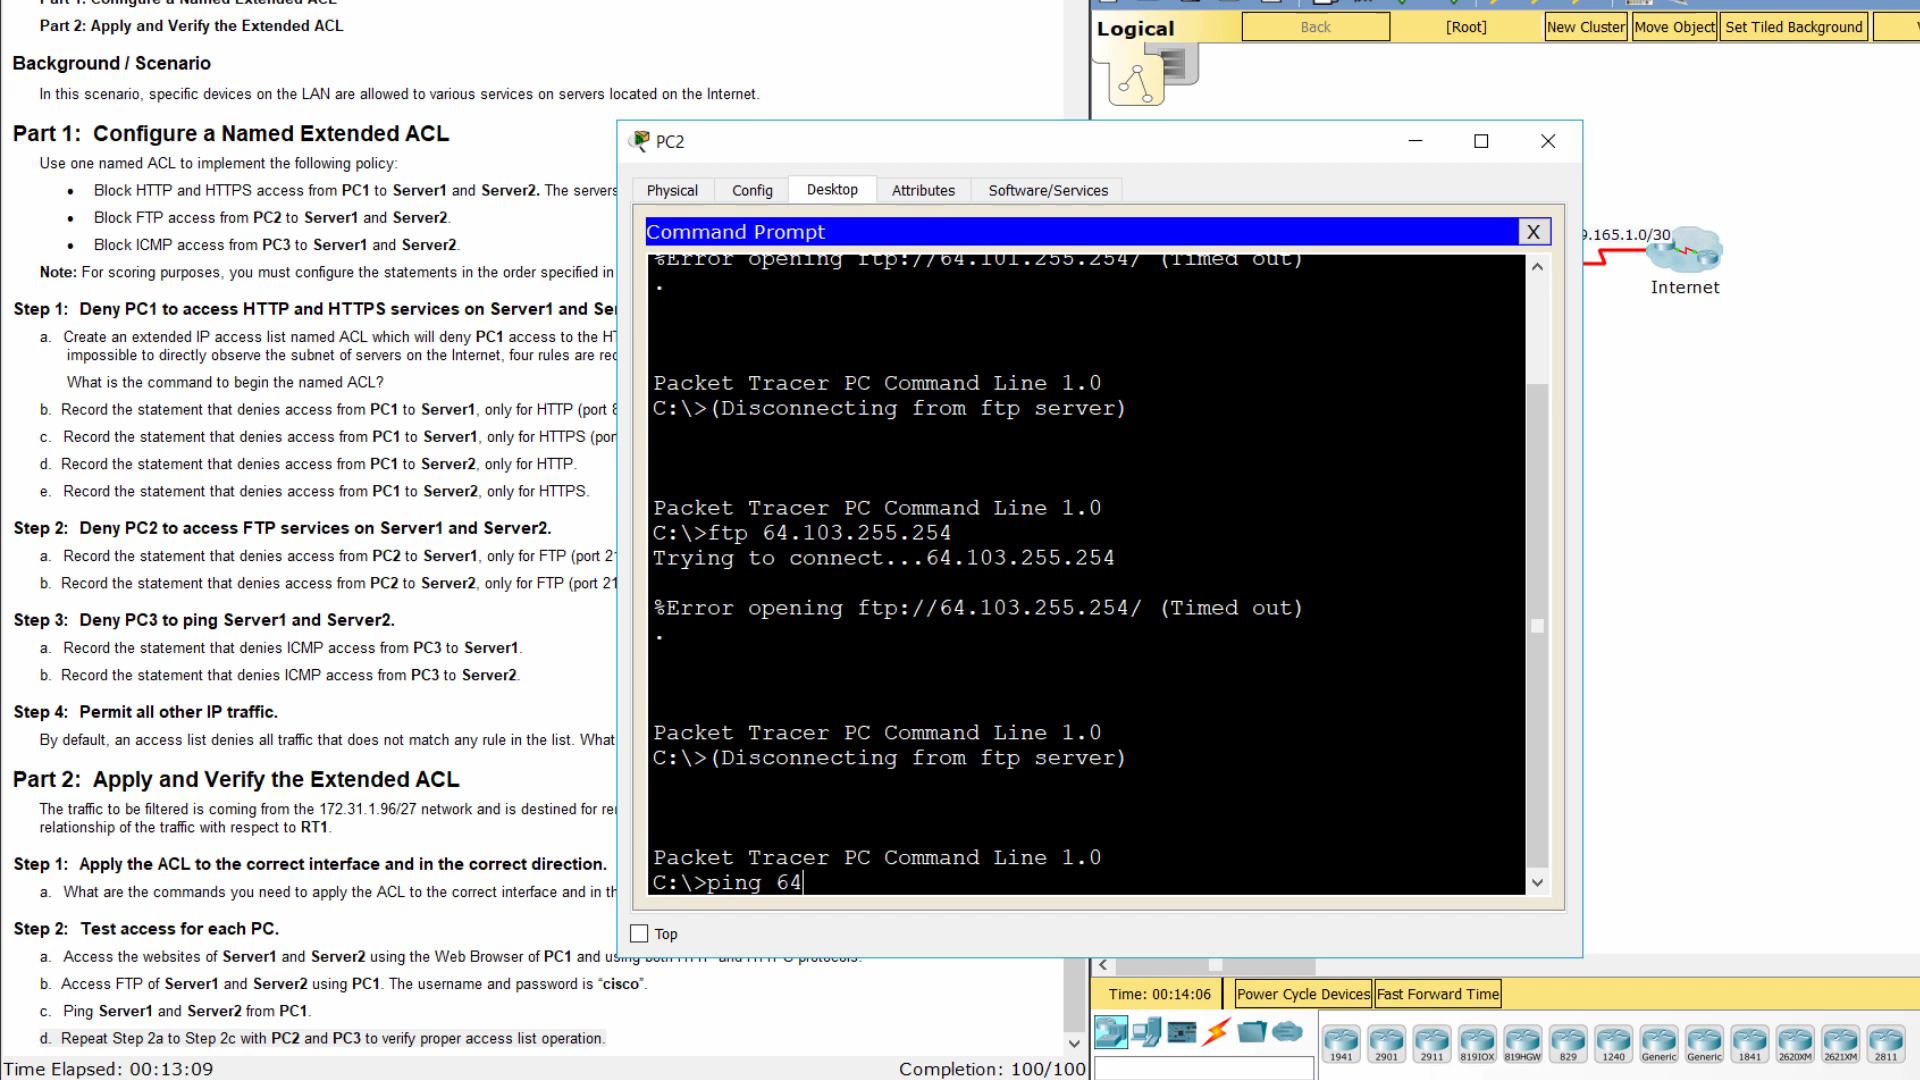 Part 1: Configure a Named Extended ACL
Part 2: Apply and Verify the Extended ACL
Background / Scenario
In this scenario, specific devices on the LAN are allowed to various services on servers located on the Internet.
Part 1: Configure a Named Extended ACL
Use one named ACL to implement the following policy:
• Block HTTP and HTTPS access from PC1 to Server1 and Server2. The servers
• Block FTP access from PC2 to Server1 and Server2.
• Block ICMP access from PC3 to Server1 and Server2.
Note: For scoring purposes, you must configure the statements in the order specified in
Step 1: Deny PC1 to access HTTP and HTTPS services on Server1 and Se
a. Create an extended IP access list named ACL which will deny PC1 access to the HT
impossible to directly observe the subnet of servers on the Internet, four rules are rec
What is the command to begin the named ACL?
b. Record the statement that denies access from PC1 to Server1, only for HTTP (port 8
c. Record the statement that denies access from PC1 to Server1, only for HTTPS (por
d. Record the statement that denies access from PC1 to Server2, only for HTTP.
e. Record the statement that denies access from PC1 to Server2, only for HTTPS.
Step 2: Deny PC2 to access FTP services on Server1 and Server2.
a. Record the statement that denies access from PC2 to Server1, only for FTP (port 21
b. Record the statement that denies access from PC2 to Server2, only for FTP (port 21
Step 3: Deny PC3 to ping Server1 and Server2.
a. Record the statement that denies ICMP access from PC3 to Server1.
b. Record the statement that denies ICMP access from PC3 to Server2.
Step 4: Permit all other IP traffic.
By default, an access list denies all traffic that does not match any rule in the list. What
Part 2: Apply and Verify the Extended ACL
The traffic to be filtered is coming from the 172.31.1.96/27 network and is destined for re
relationship of the traffic with respect to RT1.
Step 1: Apply the ACL to the correct interface and in the correct direction.
a. What are the commands you need to apply the ACL to the correct interface and in th
Step 2: Test access for each PC.
a. Access the websites of Server1 and Server2 using the Web Browser of PC1 and using both HTTP and HTTPS protocols.
b. Access FTP of Server1 and Server2 using PC1. The username and password is “cisco”.
c. Ping Server1 and Server2 from PC1.
d. Repeat Step 2a to Step 2c with PC2 and PC3 to verify proper access list operation.
Time Elapsed: 00:13:09
Completion: 100/100
PC2
Physical
Config
Desktop
Attributes
Software/Services
Command Prompt
X
%Error opening ftp://64.101.255.254/ (Timed out)
.
Packet Tracer PC Command Line 1.0
C:\>(Disconnecting from ftp server)
Packet Tracer PC Command Line 1.0
C:\>ftp 64.103.255.254
Trying to connect...64.103.255.254
%Error opening ftp://64.103.255.254/ (Timed out)
.
Packet Tracer PC Command Line 1.0
C:\>(Disconnecting from ftp server)
Packet Tracer PC Command Line 1.0
C:\>ping 64
Top
Logical
Back
[Root]
New Cluster
Move Object
Set Tiled Background
V
9.165.1.0/30
Internet
Time: 00:14:06
Power Cycle Devices
Fast Forward Time
1941
2901
2911
819IOX
819HGW
829
1240
Generic
Generic
1841
2620XM
2621XM
2811